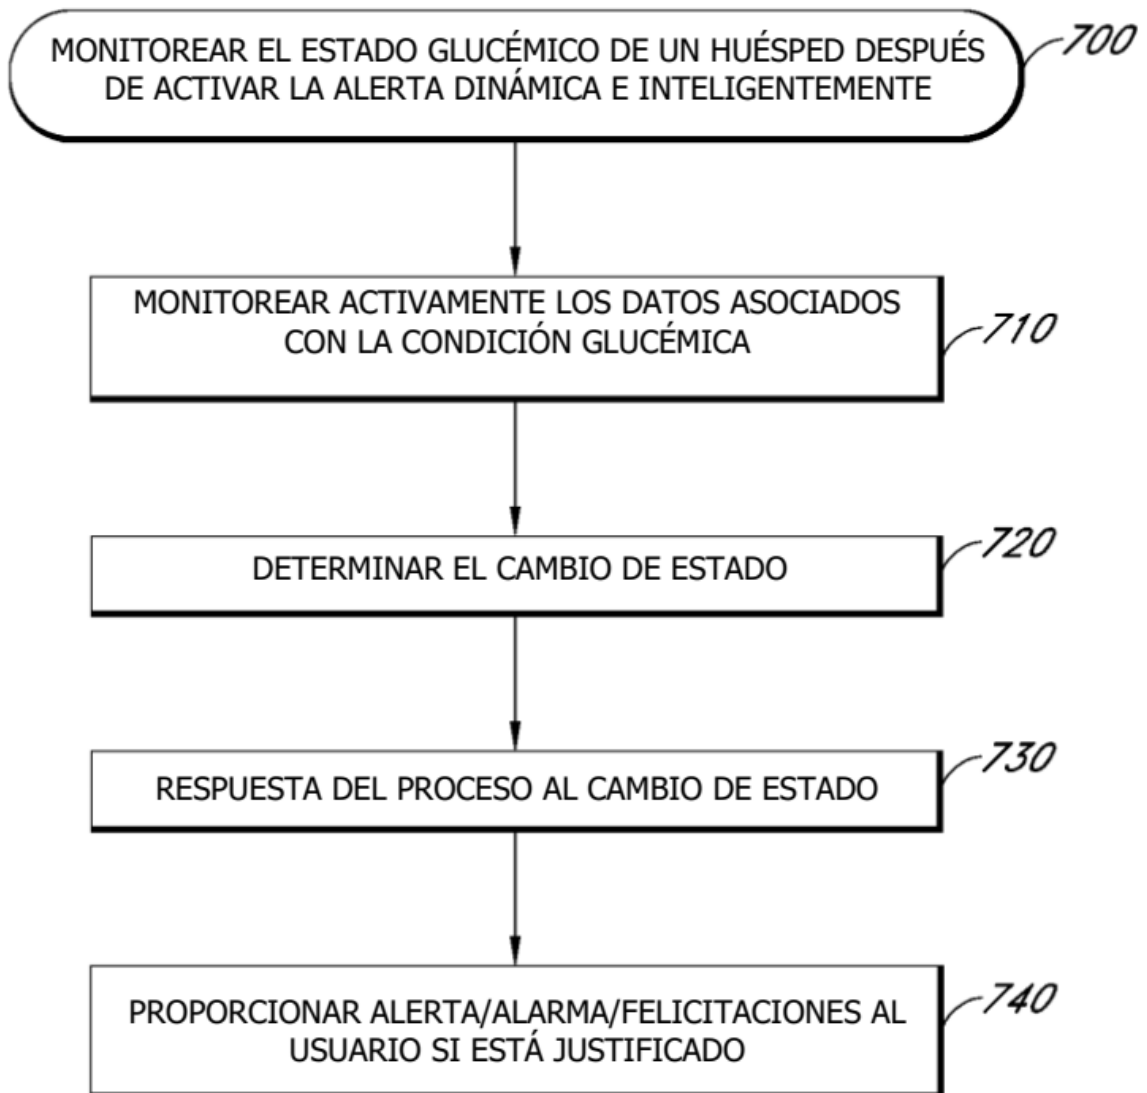 MONITOREAR EL ESTADO GLUCÉMICO DE UN HUÉSPED DESPUÉS
DE ACTIVAR LA ALERTA DINÁMICA E INTELIGENTEMENTE
700
MONITOREAR ACTIVAMENTE LOS DATOS ASOCIADOS
CON LA CONDICIÓN GLUCÉMICA
710
DETERMINAR EL CAMBIO DE ESTADO
720
RESPUESTA DEL PROCESO AL CAMBIO DE ESTADO
730
PROPORCIONAR ALERTA/ALARMA/FELICITACIONES AL
USUARIO SI ESTÁ JUSTIFICADO
740